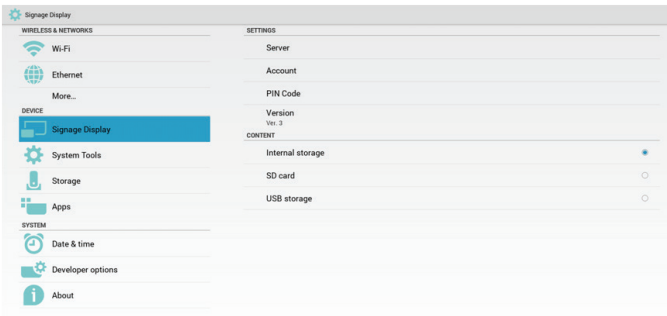 Signage Display
WIRELESS & NETWORKS
Wi-Fi
Ethernet
More...
DEVICE
Signage Display
System Tools
Storage
Apps
SYSTEM
Date & time
Developer options
About
SETTINGS
Server
Account
PIN Code
Version
Ver. 3
CONTENT
Internal storage
SD card
USB storage